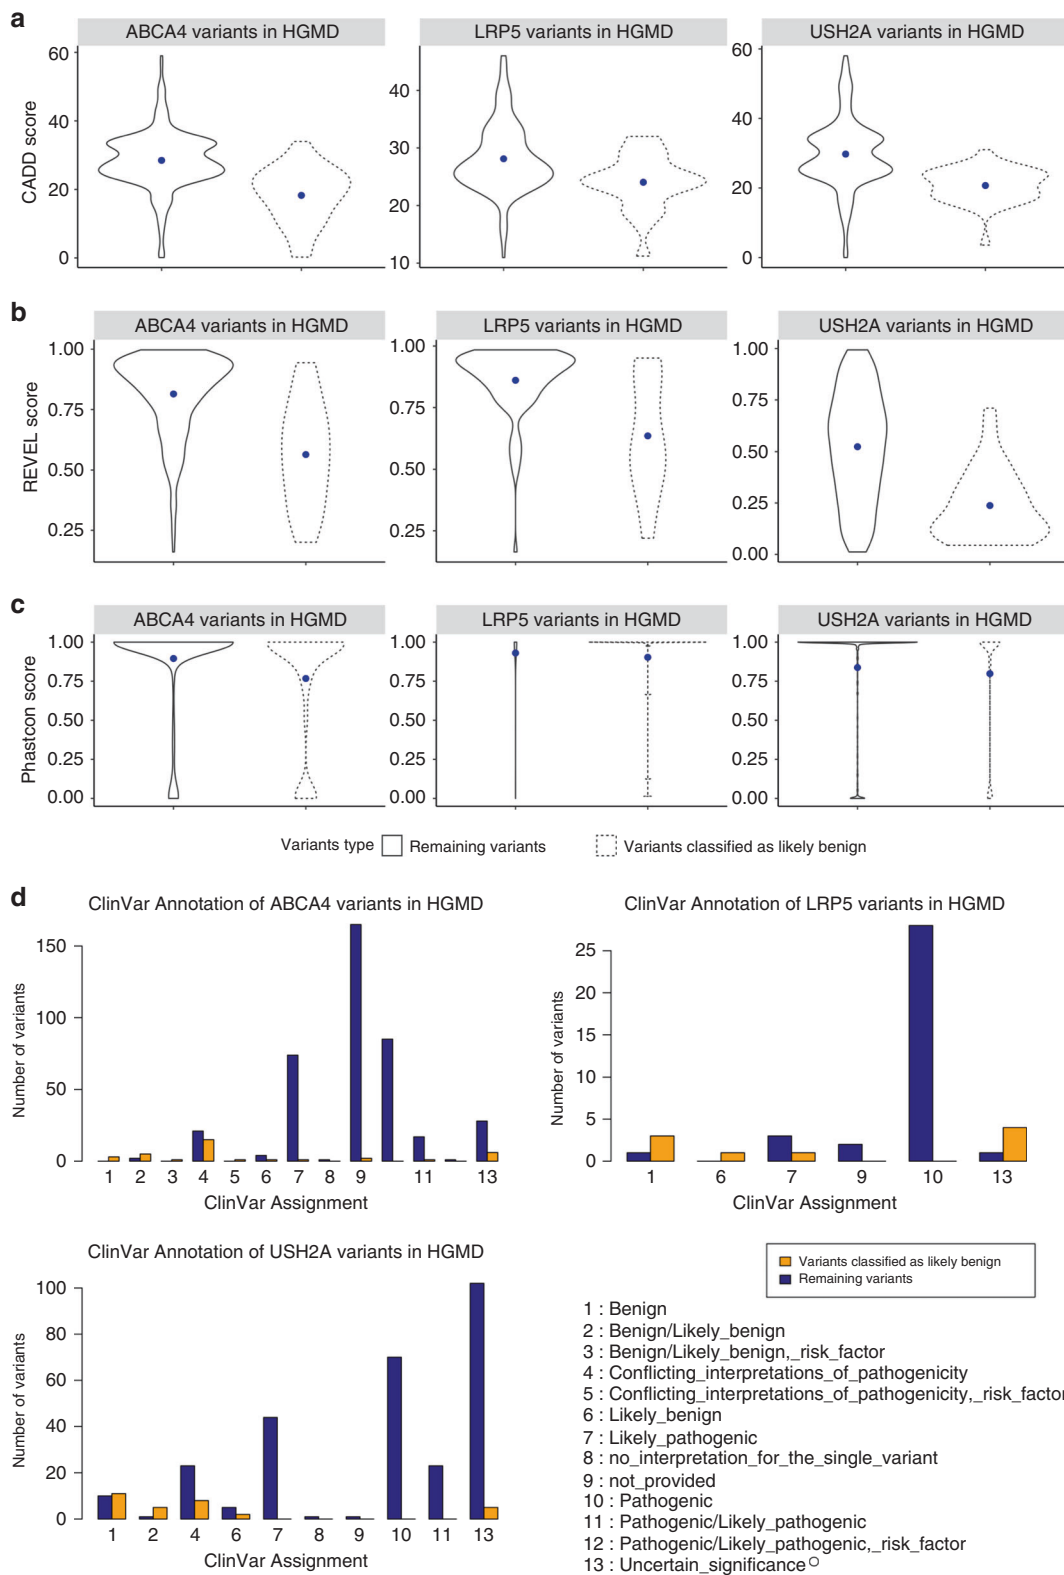 a
ABCA4 variants in HGMD
LRP5 variants in HGMD
USH2A variants in HGMD
CADD score
60
40
20
0
40
30
20
10
60
40
20
0
b
ABCA4 variants in HGMD
LRP5 variants in HGMD
USH2A variants in HGMD
REVEL score
1.00
0.75
0.50
0.25
1.00
0.75
0.50
0.25
1.00
0.75
0.50
0.25
0.00
c
ABCA4 variants in HGMD
LRP5 variants in HGMD
USH2A variants in HGMD
Phastcon score
1.00
0.75
0.50
0.25
0.00
1.00
0.75
0.50
0.25
0.00
1.00
0.75
0.50
0.25
0.00
Variants type Remaining variants Variants classified as likely benign
d
ClinVar Annotation of ABCA4 variants in HGMD
Number of variants
150
100
50
0
1 2 3 4 5 6 7 8 9 11 13
ClinVar Assignment
ClinVar Annotation of LRP5 variants in HGMD
Number of variants
25
20
15
10
5
0
1 6 7 9 10 13
ClinVar Assignment
ClinVar Annotation of USH2A variants in HGMD
Number of variants
100
80
60
40
20
0
1 2 4 6 7 8 9 10 11 13
ClinVar Assignment
Variants classified as likely benign
Remaining variants
1 : Benign
2 : Benign/Likely_benign
3 : Benign/Likely_benign,_risk_factor
4 : Conflicting_interpretations_of_pathogenicity
5 : Conflicting_interpretations_of_pathogenicity,_risk_factor
6 : Likely_benign
7 : Likely_pathogenic
8 : no_interpretation_for_the_single_variant
9 : not_provided
10 : Pathogenic
11 : Pathogenic/Likely_pathogenic
12 : Pathogenic/Likely_pathogenic,_risk_factor
13 : Uncertain_significance